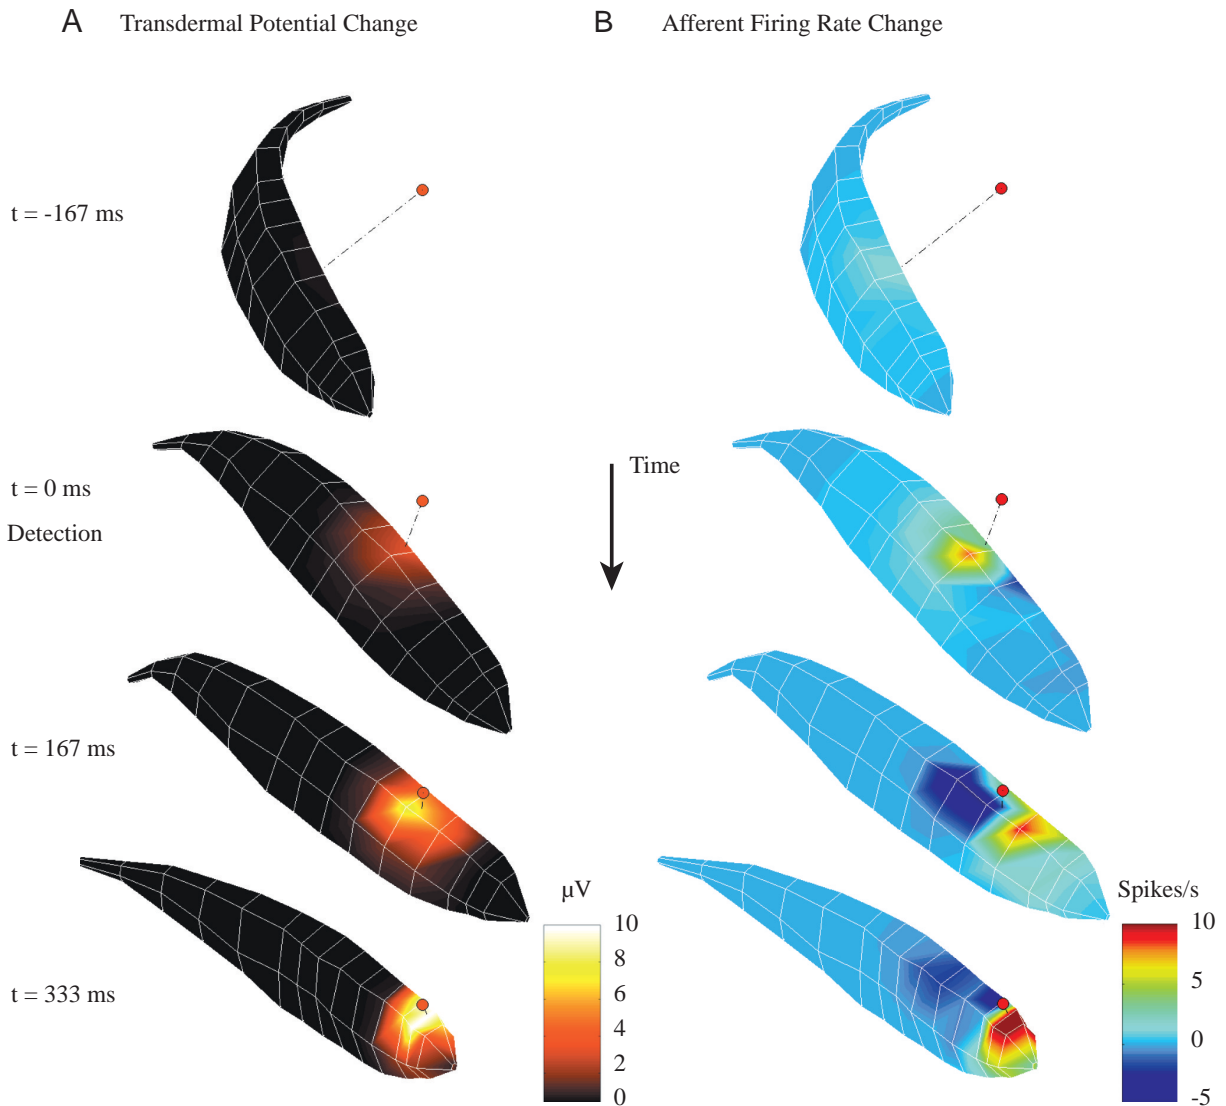 A Transdermal Potential Change
B Afferent Firing Rate Change
t = -167 ms
t = 0 ms
Detection
Time
t = 167 ms
t = 333 ms
µV
10
8
6
4
2
0
Spikes/s
10
5
0
-5